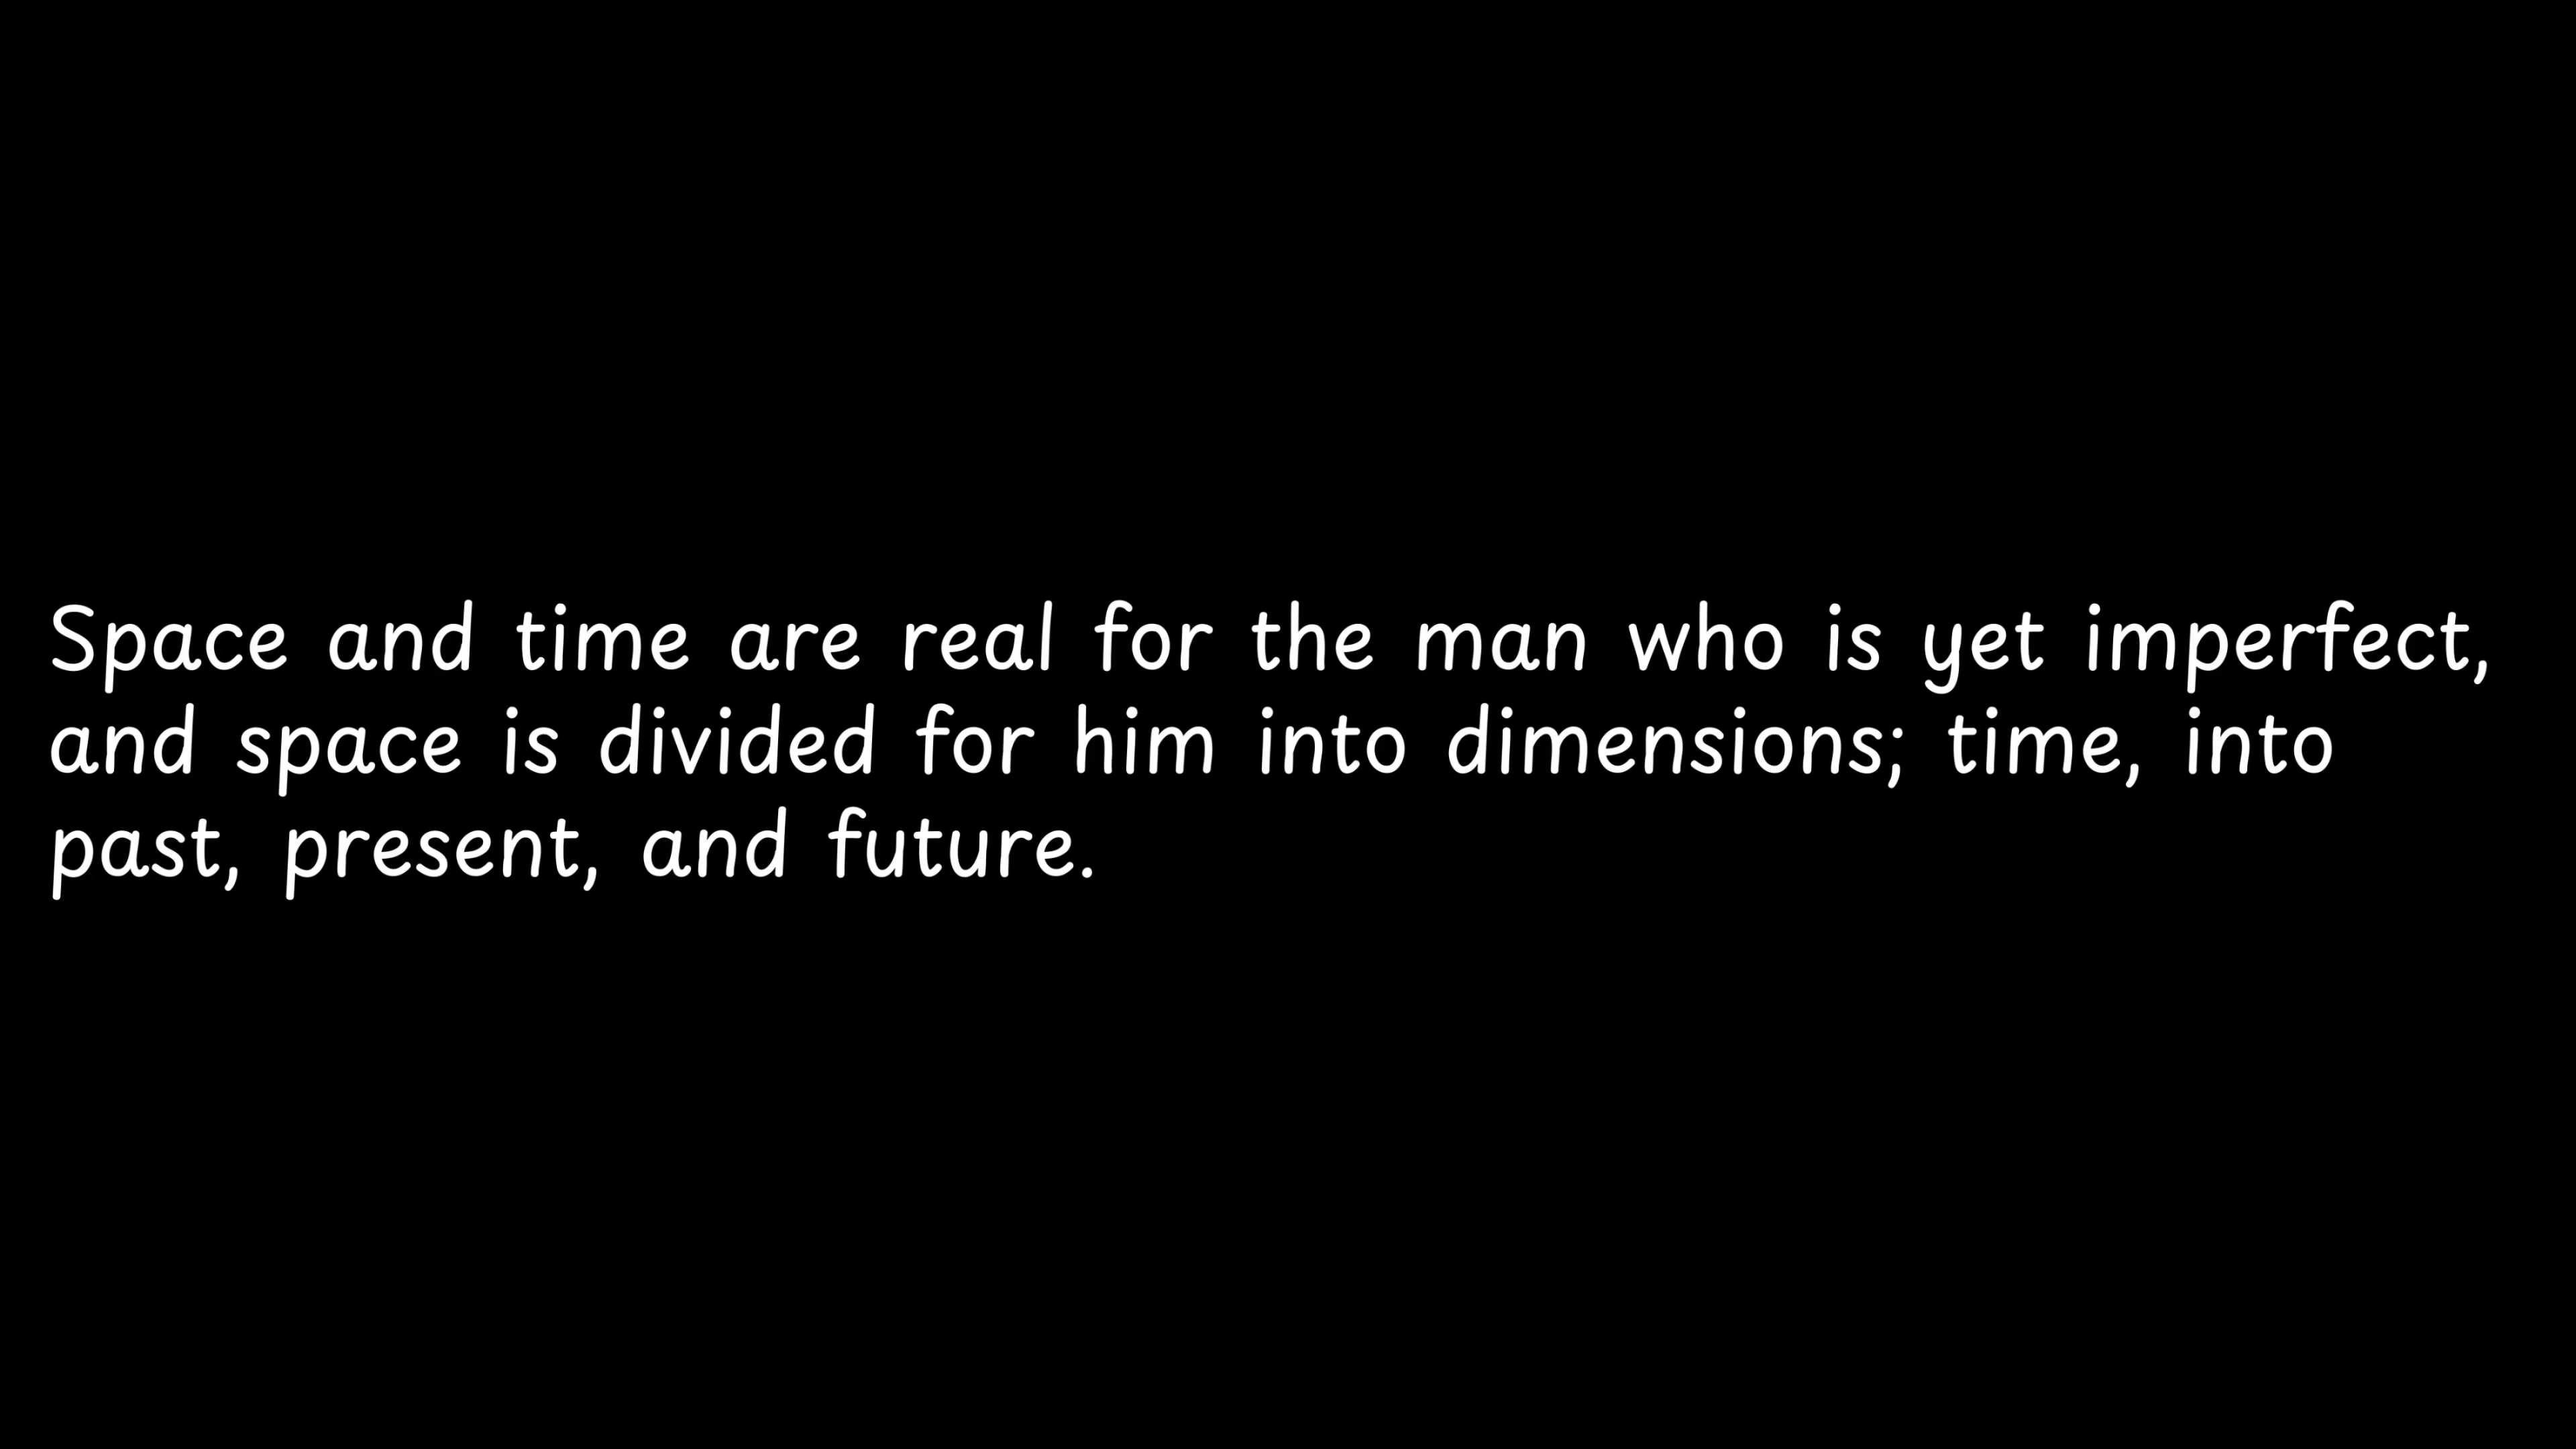 Space and time are real for the man who is yet imperfect,
and space is divided for him into dimensions; time, into
past, present, and future.